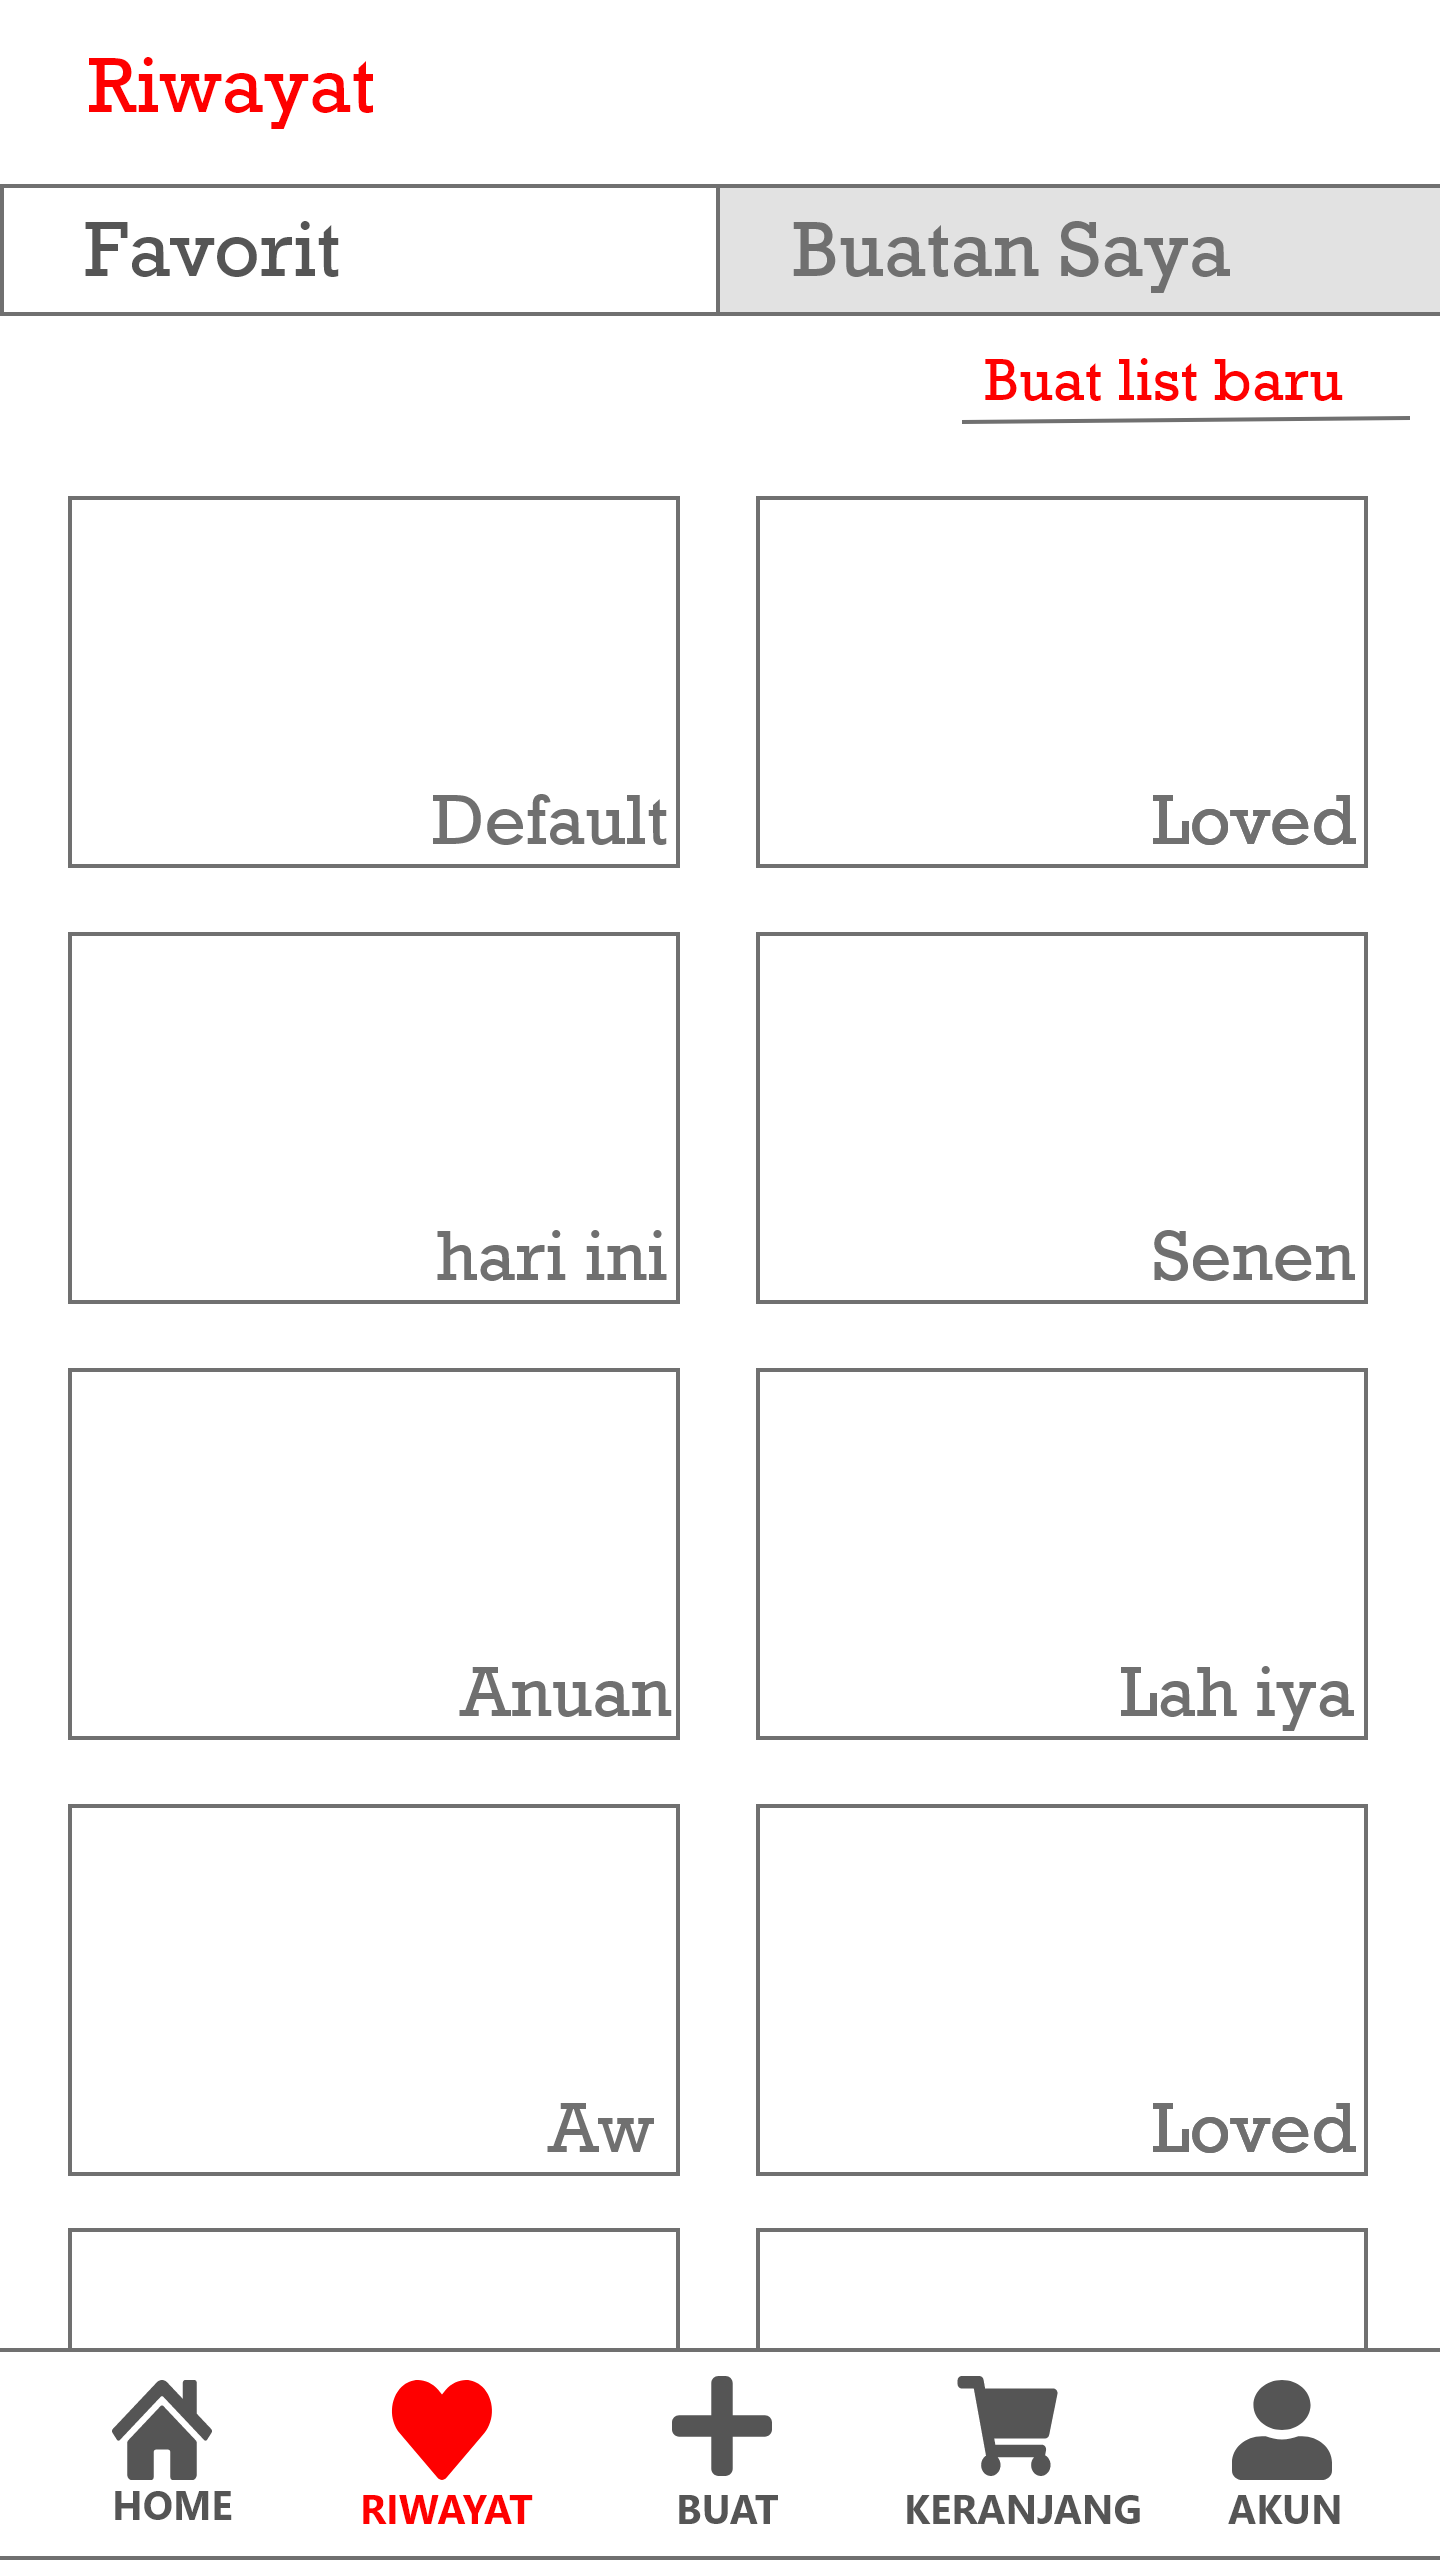 Riwayat
Favorit
Buatan Saya
Buat list baru
Default
Loved
hari ini
Senen
Anuan
Lah iya
Aw
Loved
HOME
RIWAYAT
BUAT
KERANJANG
AKUN